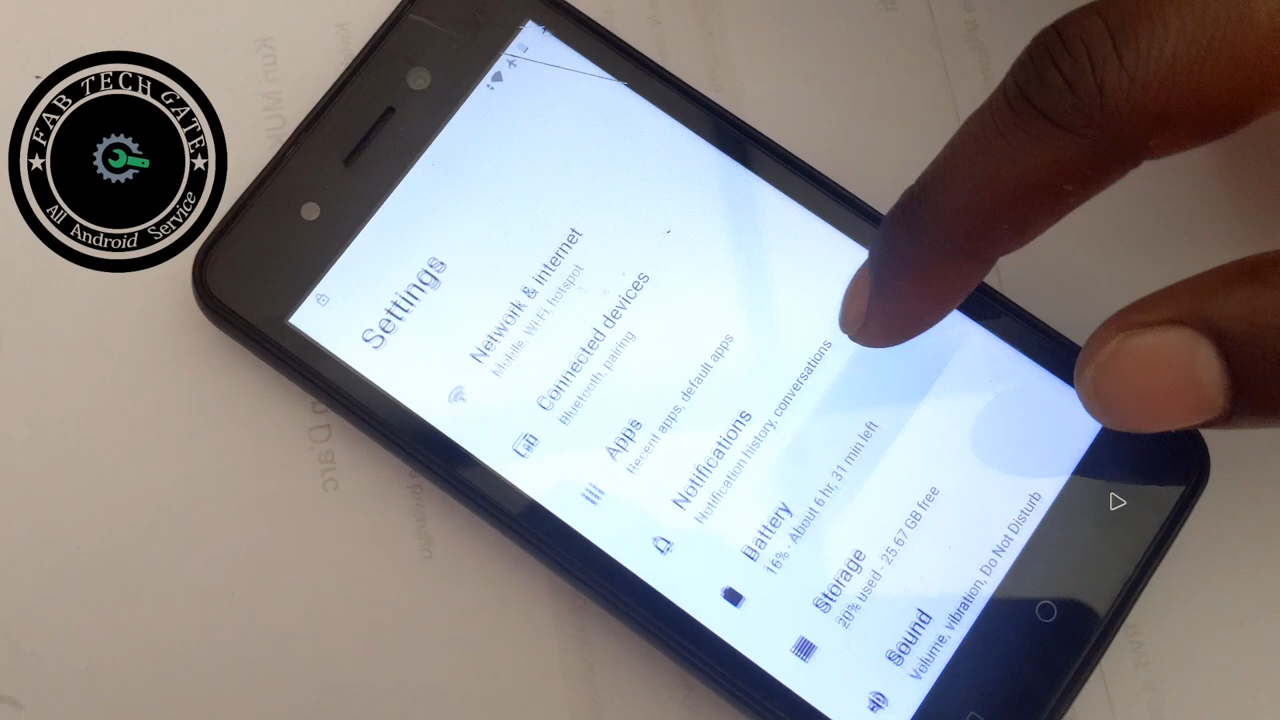 FAB TECH GATE
All Android Service
Settings
Network & internet
Mobile, Wi-Fi, hotspot
Connected devices
Bluetooth, pairing
Apps
Recent apps, default apps
Notifications
Notification history, conversations
Battery
16% - About 6 hr, 31 min left
Storage
20% used - 25.67 GB free
Sound
Volume, vibration, Do Not Disturb